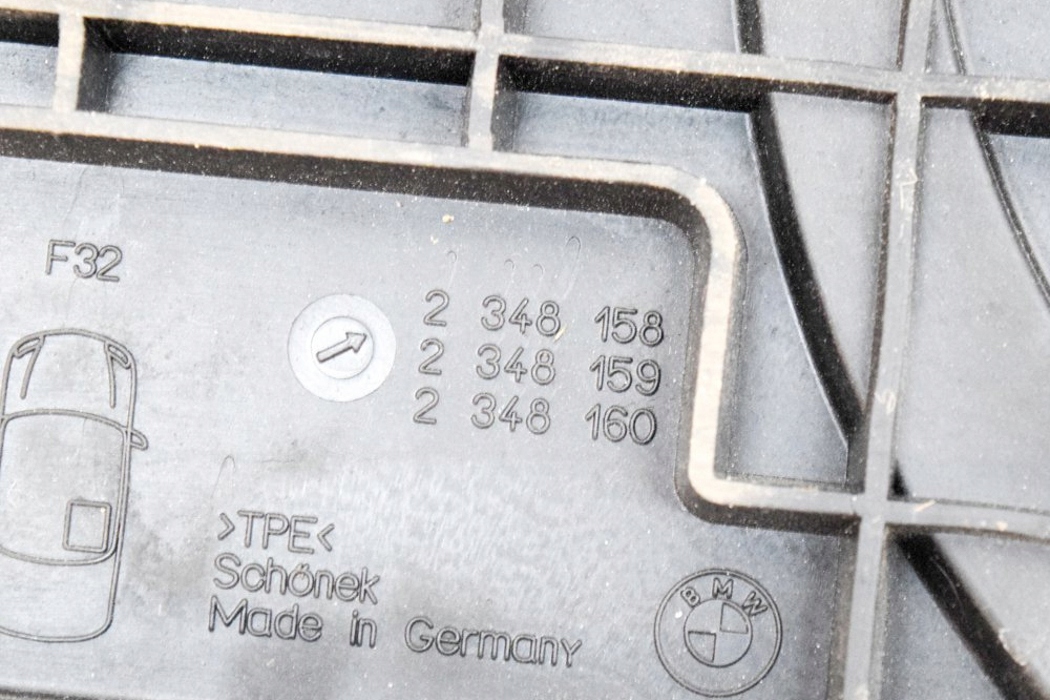 F32
2 348 158
2 348 159
2 348 160
>TPE<
Schönek
Made in Germany
BMW